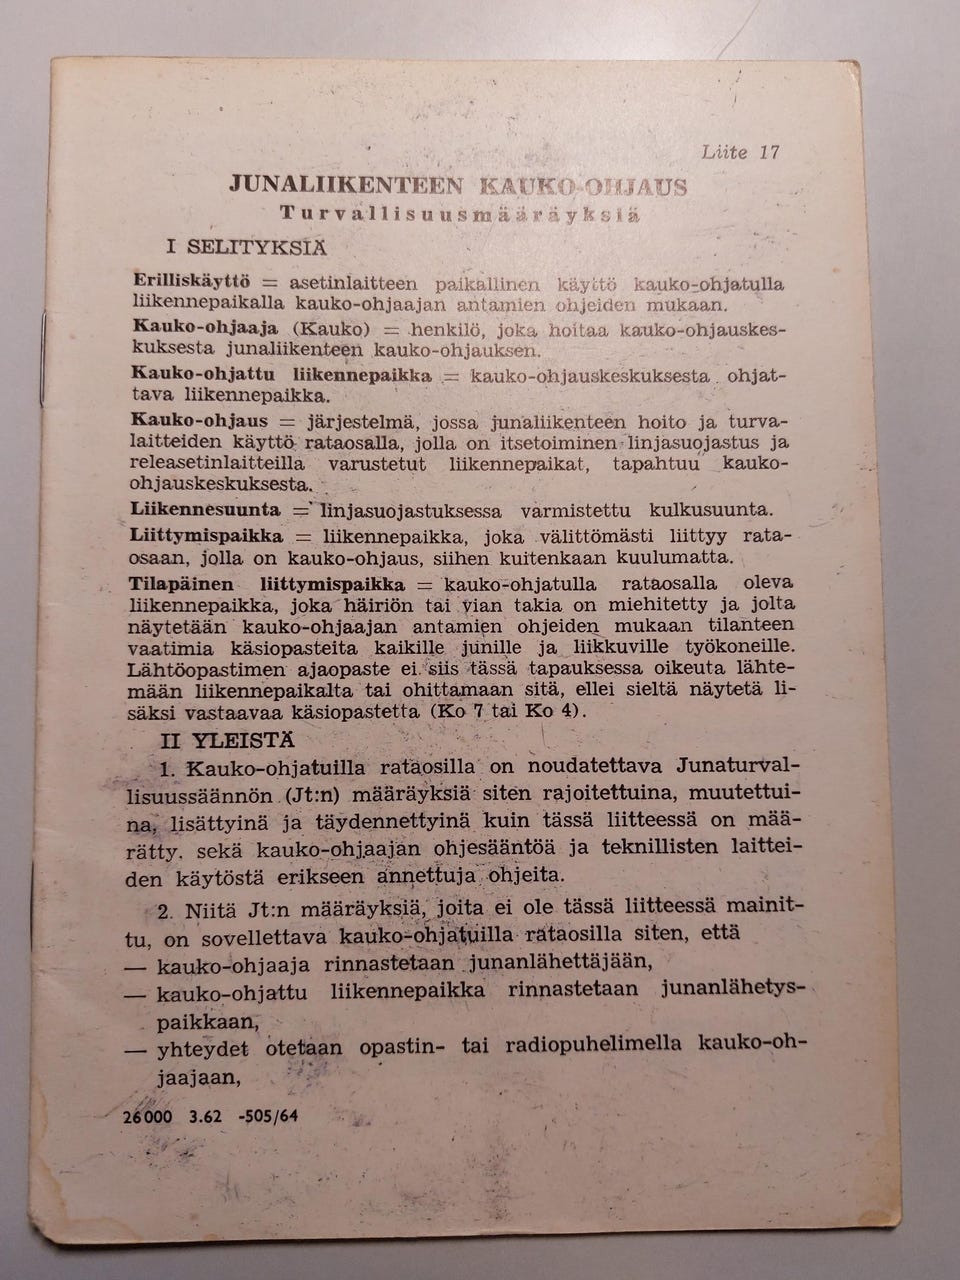 Liite 17
JUNALIIKENTEEN KAUKO-OHJAUS
Turvallisuusmääräyksiä
I SELITYKSIÄ
Erilliskäyttö = asetinlaitteen paikallinen käyttö kauko-ohjatulla
liikennepaikalla kauko-ohjaajan antamien ohjeiden mukaan.
Kauko-ohjaaja (Kauko) = henkilö, joka hoitaa kauko-ohjauskes-
kuksesta junaliikenteen kauko-ohjauksen.
Kauko-ohjattu liikennepaikka = kauko-ohjauskeskuksesta ohjat-
tava liikennepaikka.
Kauko-ohjaus = järjestelmä, jossa junaliikenteen hoito ja turva-
laitteiden käyttö rataosalla, jolla on itsetoiminen linjasuojastus ja
releasetinlaitteilla varustetut liikennepaikat, tapahtuu kauko-
ohjauskeskuksesta.
Liikennesuunta = linjasuojastuksessa varmistettu kulkusuunta.
Liittymispaikka = liikennepaikka, joka välittömästi liittyy rata-
osaan, jolla on kauko-ohjaus, siihen kuitenkaan kuulumatta.
Tilapäinen liittymispaikka = kauko-ohjatulla rataosalla oleva
liikennepaikka, joka häiriön tai vian takia on miehitetty ja jolta
näytetään kauko-ohjaajan antamien ohjeiden mukaan tilanteen
vaatimia käsiopasteita kaikille junille ja liikkuville työkoneille.
Lähtöopastimen ajaopaste ei siis tässä tapauksessa oikeuta lähte-
mään liikennepaikalta tai ohittamaan sitä, ellei sieltä näytetä li-
säksi vastaavaa käsiopastetta (Ko 7 tai Ko 4).
II YLEISTÄ
1. Kauko-ohjatuilla rataosilla on noudatettava Junaturval-
lisuussäännön (Jt:n) määräyksiä siten rajoitettuina, muutettui-
na, lisättyinä ja täydennettyinä kuin tässä liitteessä on mää-
rätty. sekä kauko-ohjaajan ohjesääntöä ja teknillisten laittei-
den käytöstä erikseen annettuja ohjeita.
2. Niitä Jt:n määräyksiä, joita ei ole tässä liitteessä mainit-
tu, on sovellettava kauko-ohjatuilla rataosilla siten, että
— kauko-ohjaaja rinnastetaan junanlähettäjään,
— kauko-ohjattu liikennepaikka rinnastetaan junanlähetys-
paikkaan,
— yhteydet otetaan opastin- tai radiopuhelimella kauko-oh-
jaajaan,
26000 3.62 -505/64